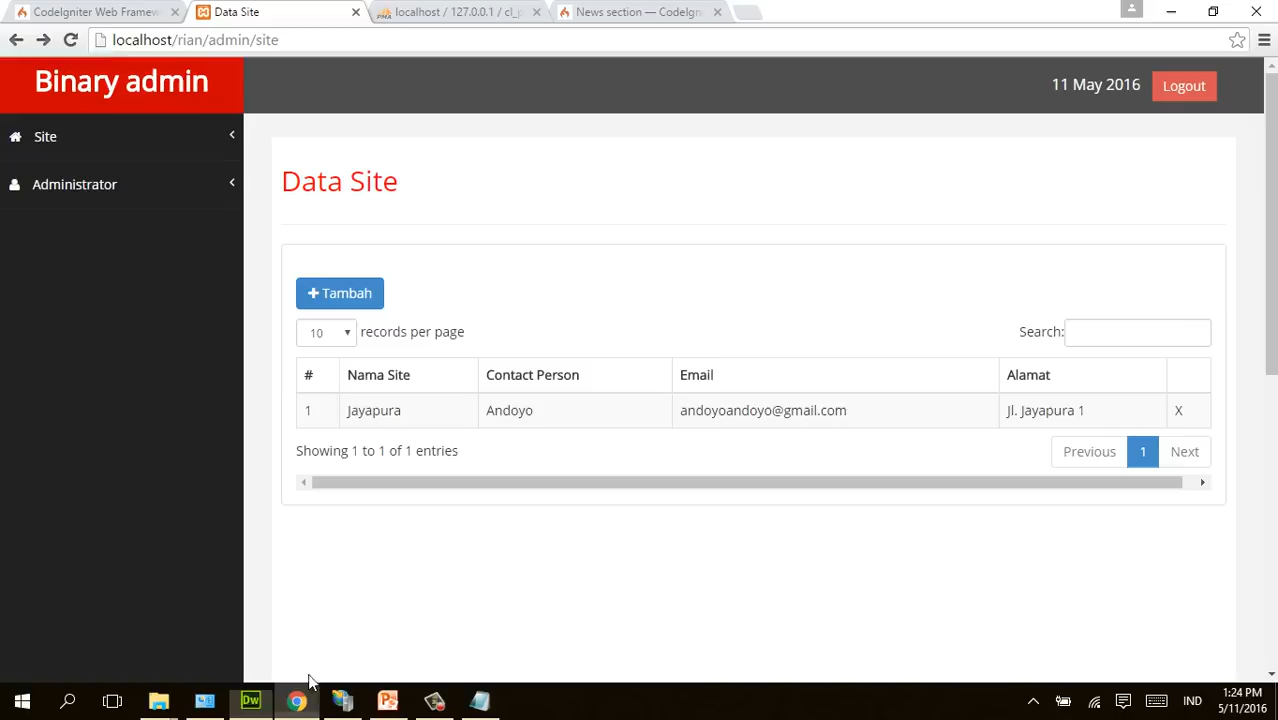 CodeIgniter Web Framew
Data Site
localhost / 127.0.0.1 / cl_p
News section — CodeIgn
localhost/rian/admin/site
Binary admin
11 May 2016
Logout
Site
Administrator
Data Site
Tambah
10 records per page
Search:
# Nama Site Contact Person Email Alamat
1 Jayapura Andoyo andoyoandoyo@gmail.com Jl. Jayapura 1 X
Showing 1 to 1 of 1 entries
Previous 1 Next
Dw
IND
1:24 PM
5/11/2016